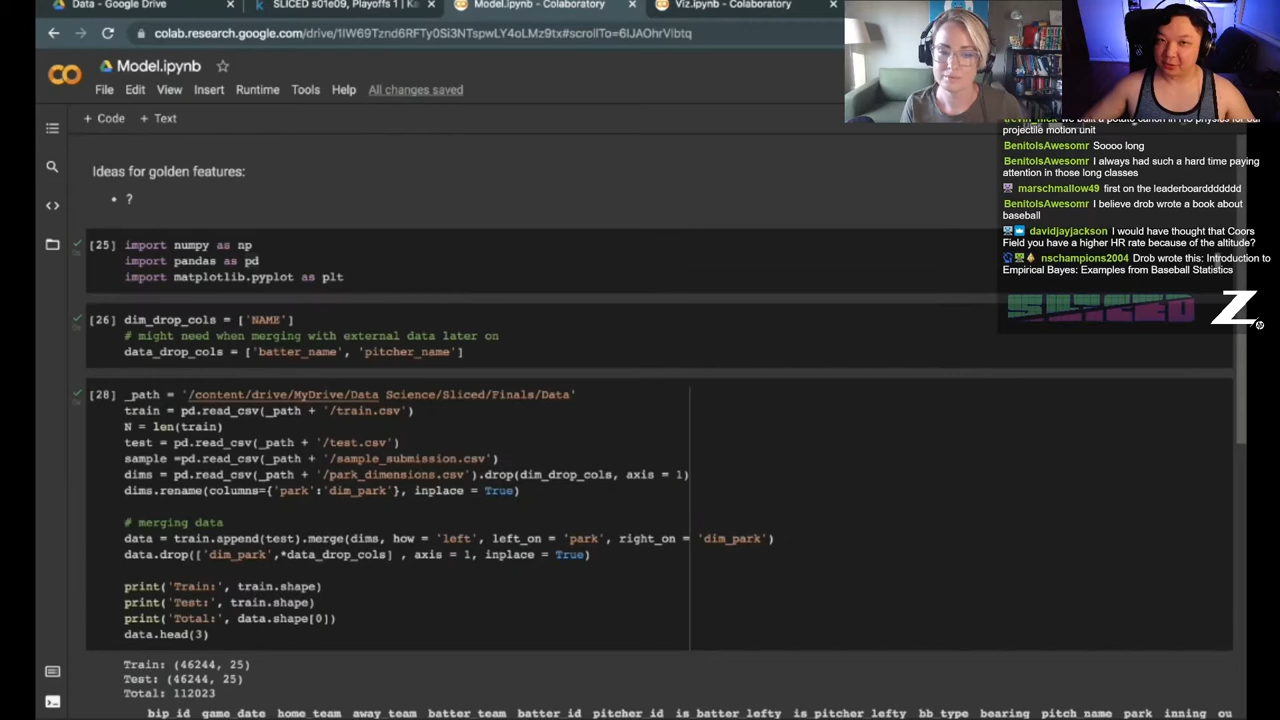 Data - Google Drive
SLICED s01e09, Playoffs 1 | Ka
Model.ipynb - Colaboratory
Viz.ipynb - Colaboratory
colab.research.google.com/drive/1IW69Tznd6RFTy0Si3NTspwLY4oLMz9tx#scrollTo=6IJAOhrVibtq
Model.ipynb
File Edit View Insert Runtime Tools Help All changes saved
+ Code + Text
Ideas for golden features:
• ?
[25] import numpy as np
import pandas as pd
import matplotlib.pyplot as plt
[26] dim_drop_cols = ['NAME']
# might need when merging with external data later on
data_drop_cols = ['batter_name', 'pitcher_name']
[28] _path = '/content/drive/MyDrive/Data Science/Sliced/Finals/Data'
train = pd.read_csv(_path + '/train.csv')
N = len(train)
test = pd.read_csv(_path + '/test.csv')
sample =pd.read_csv(_path + '/sample_submission.csv')
dims = pd.read_csv(_path + '/park_dimensions.csv').drop(dim_drop_cols, axis = 1)
dims.rename(columns={'park':'dim_park'}, inplace = True)
# merging data
data = train.append(test).merge(dims, how = 'left', left_on = 'park', right_on = 'dim_park')
data.drop(['dim_park',*data_drop_cols] , axis = 1, inplace = True)
print('Train:', train.shape)
print('Test:', train.shape)
print('Total:', data.shape[0])
data.head(3)
Train: (46244, 25)
Test: (46244, 25)
Total: 112023
bip_id game_date home_team away_team batter_team batter_id pitcher_id is_batter_lefty is_pitcher_lefty bb_type bearing pitch_name park inning ou
we built a potato canon in HS physics for our
projectile motion unit
BenitoIsAwesomr Soooo long
BenitoIsAwesomr I always had such a hard time paying
attention in those long classes
marschmallow49 first on the leaderboardddddd
BenitoIsAwesomr I believe drob wrote a book about
baseball
davidjayjackson I would have thought that Coors
Field you have a higher HR rate because of the altitude?
nschampions2004 Drob wrote this: Introduction to
Empirical Bayes: Examples from Baseball Statistics
SLICED
Z
hp